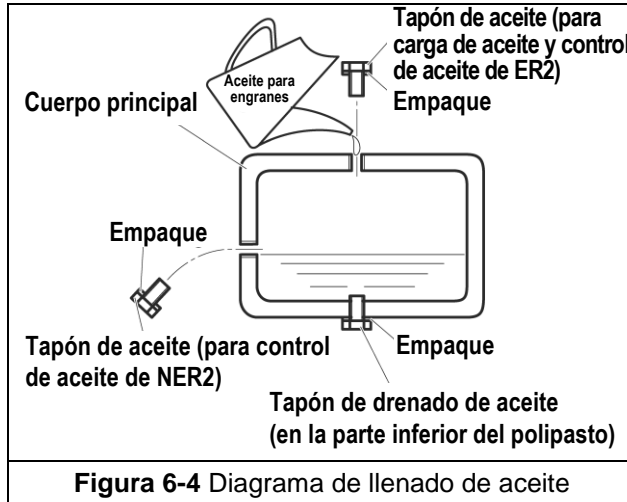 Tapón de aceite (para
carga de aceite y control
de aceite de ER2)
Empaque
Aceite para
engranes
Cuerpo principal
Empaque
Tapón de aceite (para control
de aceite de NER2)
Empaque
Tapón de drenado de aceite
(en la parte inferior del polipasto)
Figura 6-4 Diagrama de llenado de aceite